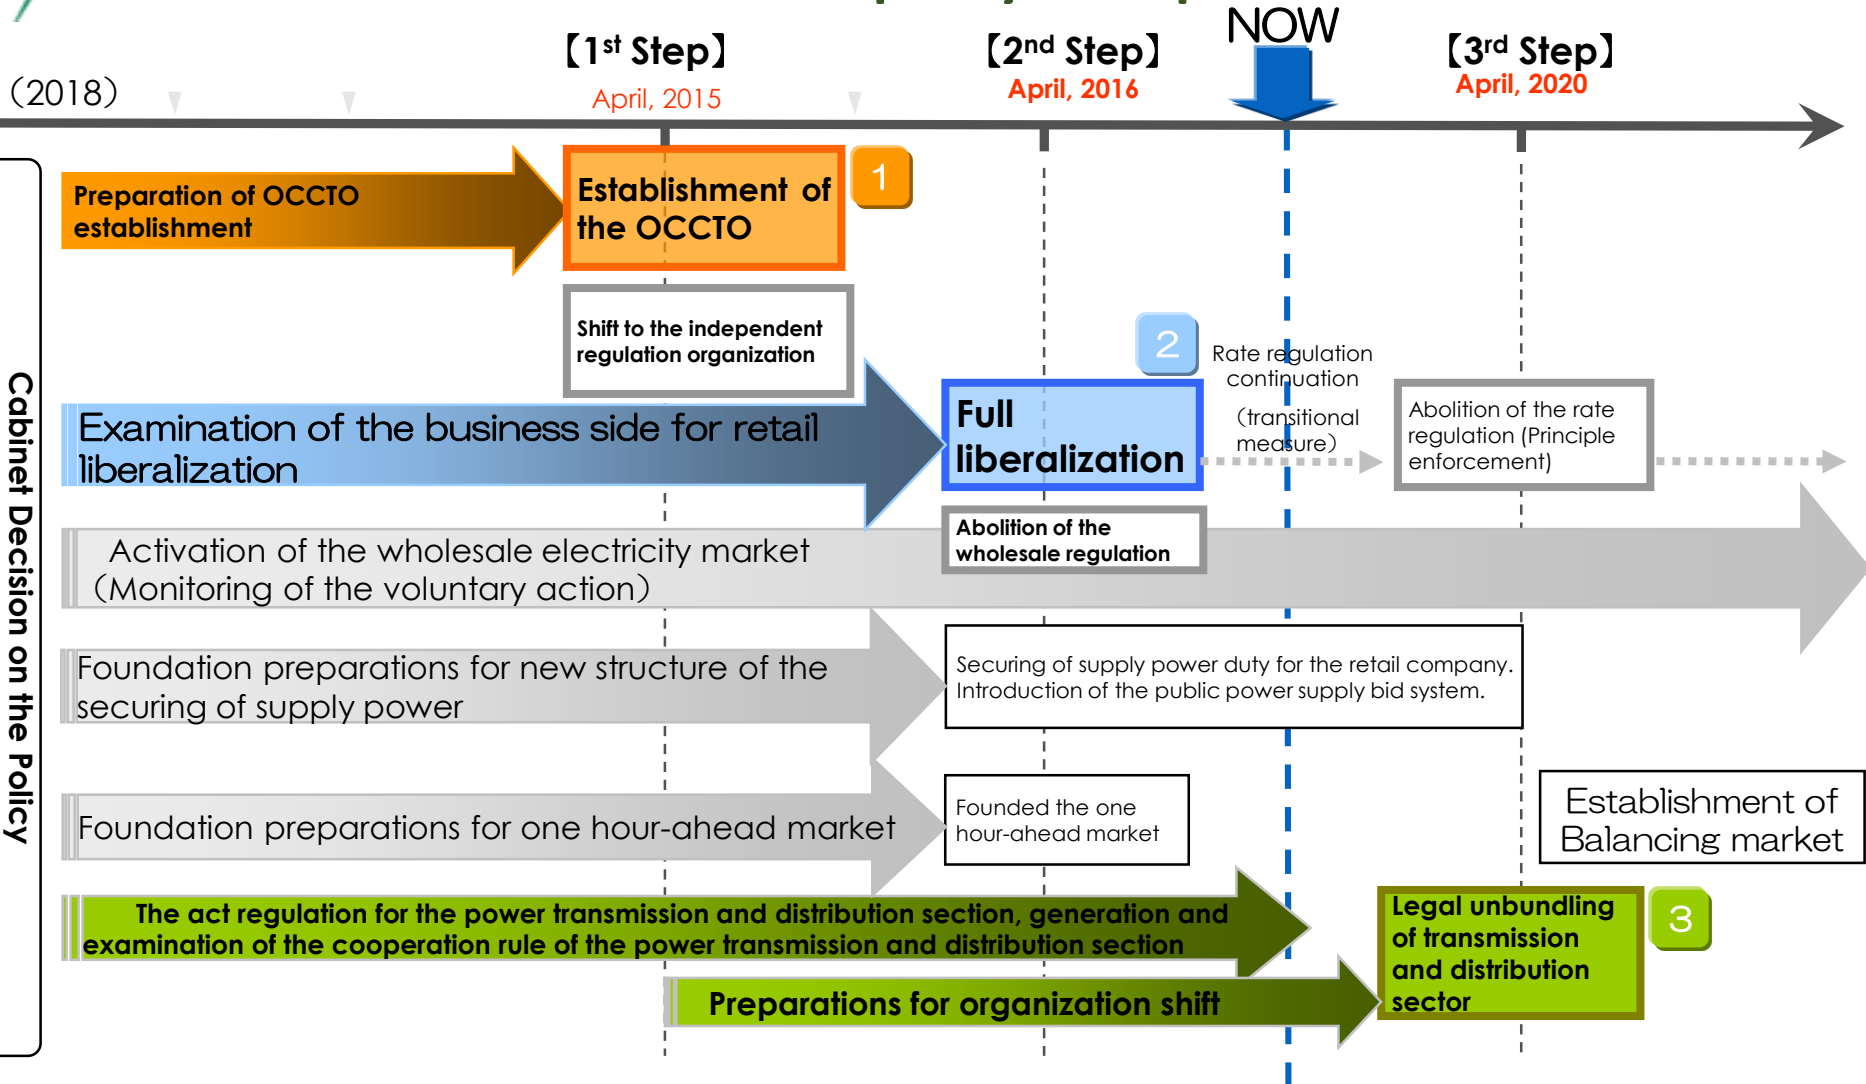 NOW
【1st Step】
【2nd Step】
【3rd Step】
（2018）
April, 2015
April, 2016
April, 2020
Cabinet Decision on the Policy
Preparation of OCCTO
establishment
Establishment of
the OCCTO
1
Shift to the independent
regulation organization
Examination of the business side for retail
liberalization
Full
liberalization
2
Rate regulation
continuation
（transitional
measure）
Abolition of the rate
regulation (Principle
enforcement)
Abolition of the
wholesale regulation
Activation of the wholesale electricity market
（Monitoring of the voluntary action）
Foundation preparations for new structure of the
securing of supply power
Securing of supply power duty for the retail company.
Introduction of the public power supply bid system.
Foundation preparations for one hour-ahead market
Founded the one
hour-ahead market
Establishment of
Balancing market
The act regulation for the power transmission and distribution section, generation and
examination of the cooperation rule of the power transmission and distribution section
Preparations for organization shift
Legal unbundling
of transmission
and distribution
sector
3